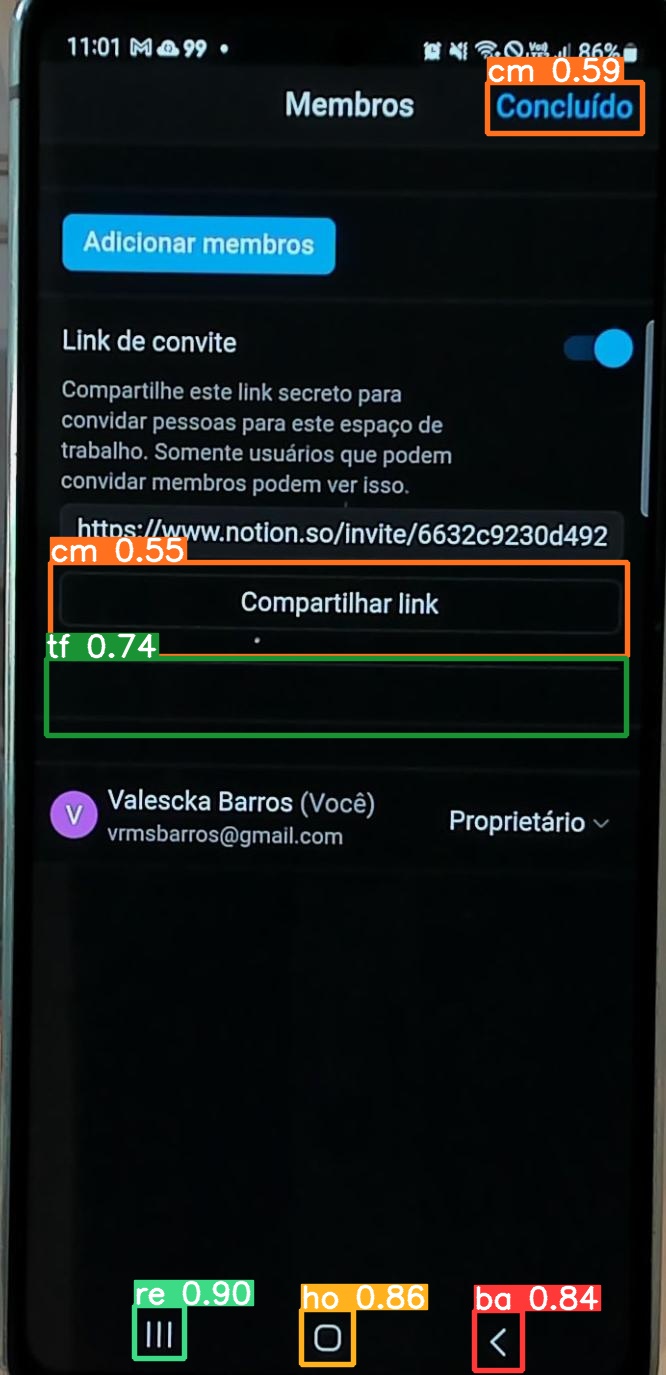 11:01 99 86%
cm 0.59
Membros
Concluído
Adicionar membros
Link de convite
Compartilhe este link secreto para
convidar pessoas para este espaço de
trabalho. Somente usuários que podem
convidar membros podem ver isso.
https://www.notion.so/invite/6632c9230d492
cm 0.55
Compartilhar link
tf 0.74
V
Valescka Barros (Você)
vrmsbarros@gmail.com
Proprietário
re 0.90
ho 0.86
ba 0.84